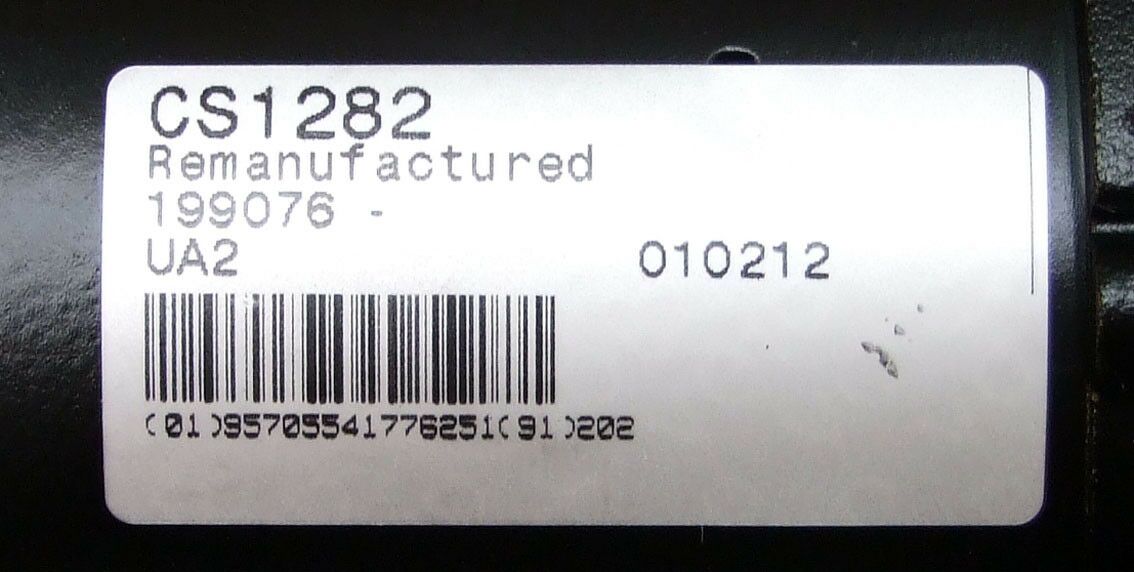 CS1282
Remanufactured
199076 -
UA2 010212
(01)95705541776251(91)202